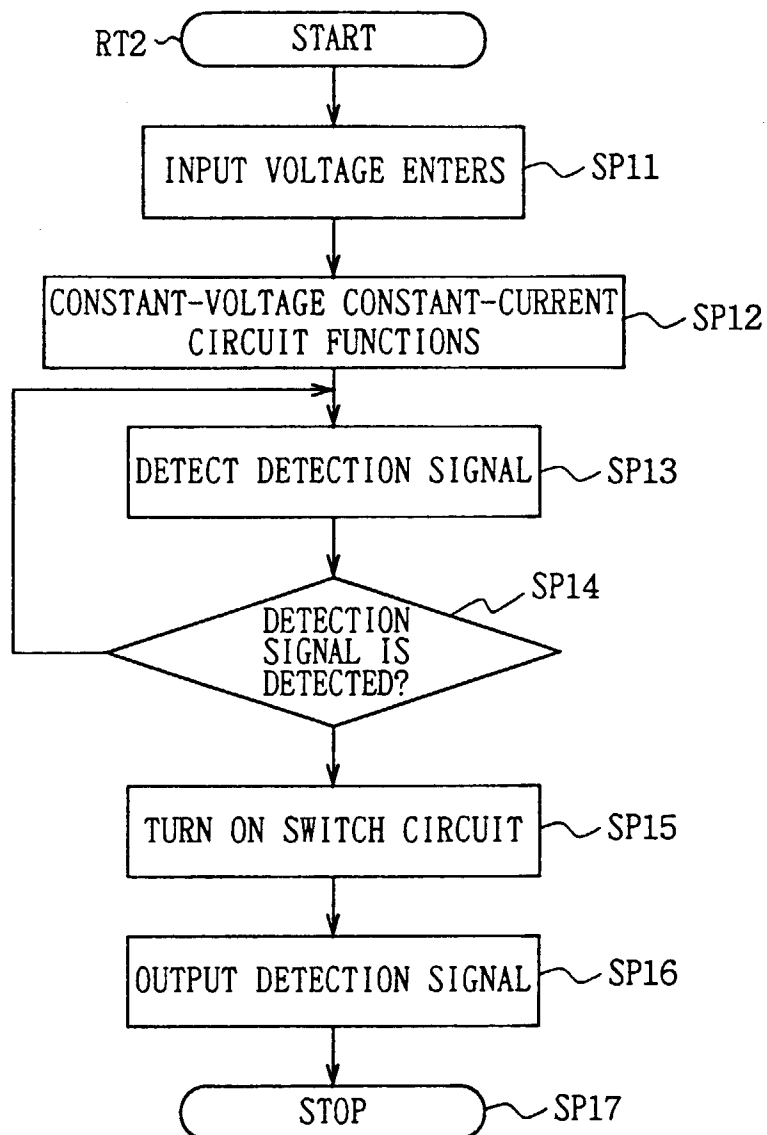 RT2
START
INPUT VOLTAGE ENTERS
SP11
CONSTANT-VOLTAGE CONSTANT-CURRENT
CIRCUIT FUNCTIONS
SP12
DETECT DETECTION SIGNAL
SP13
SP14
DETECTION
SIGNAL IS
DETECTED?
TURN ON SWITCH CIRCUIT
SP15
OUTPUT DETECTION SIGNAL
SP16
STOP
SP17